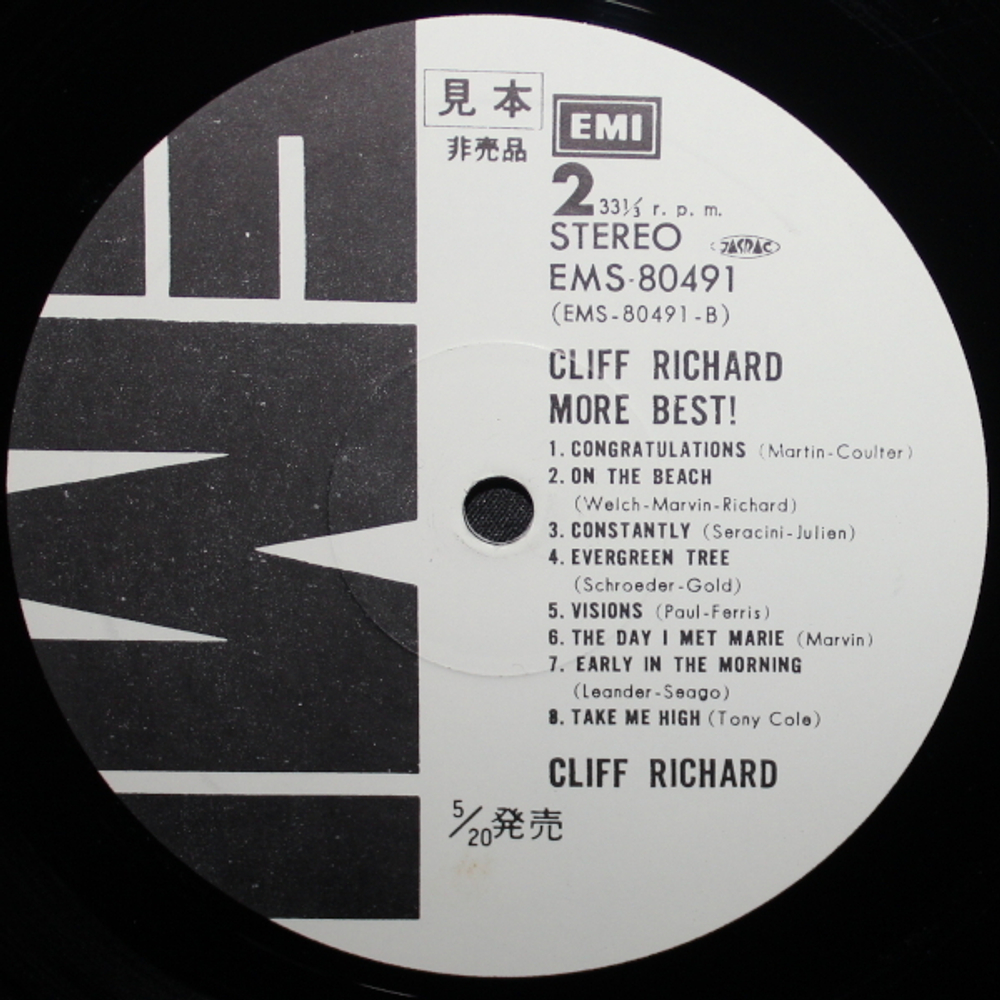 見本
非売品
EMI
2 33⅓ r. p. m.
STEREO JASRAC
EMS-80491
(EMS-80491-B)
CLIFF RICHARD
MORE BEST!
1. CONGRATULATIONS (Martin-Coulter)
2. ON THE BEACH
(Welch-Marvin-Richard)
3. CONSTANTLY (Seracini-Julien)
4. EVERGREEN TREE
(Schroeder-Gold)
5. VISIONS (Paul-Ferris)
6. THE DAY I MET MARIE (Marvin)
7. EARLY IN THE MORNING
(Leander-Seago)
8. TAKE ME HIGH (Tony Cole)
CLIFF RICHARD
5/20発売
EMI